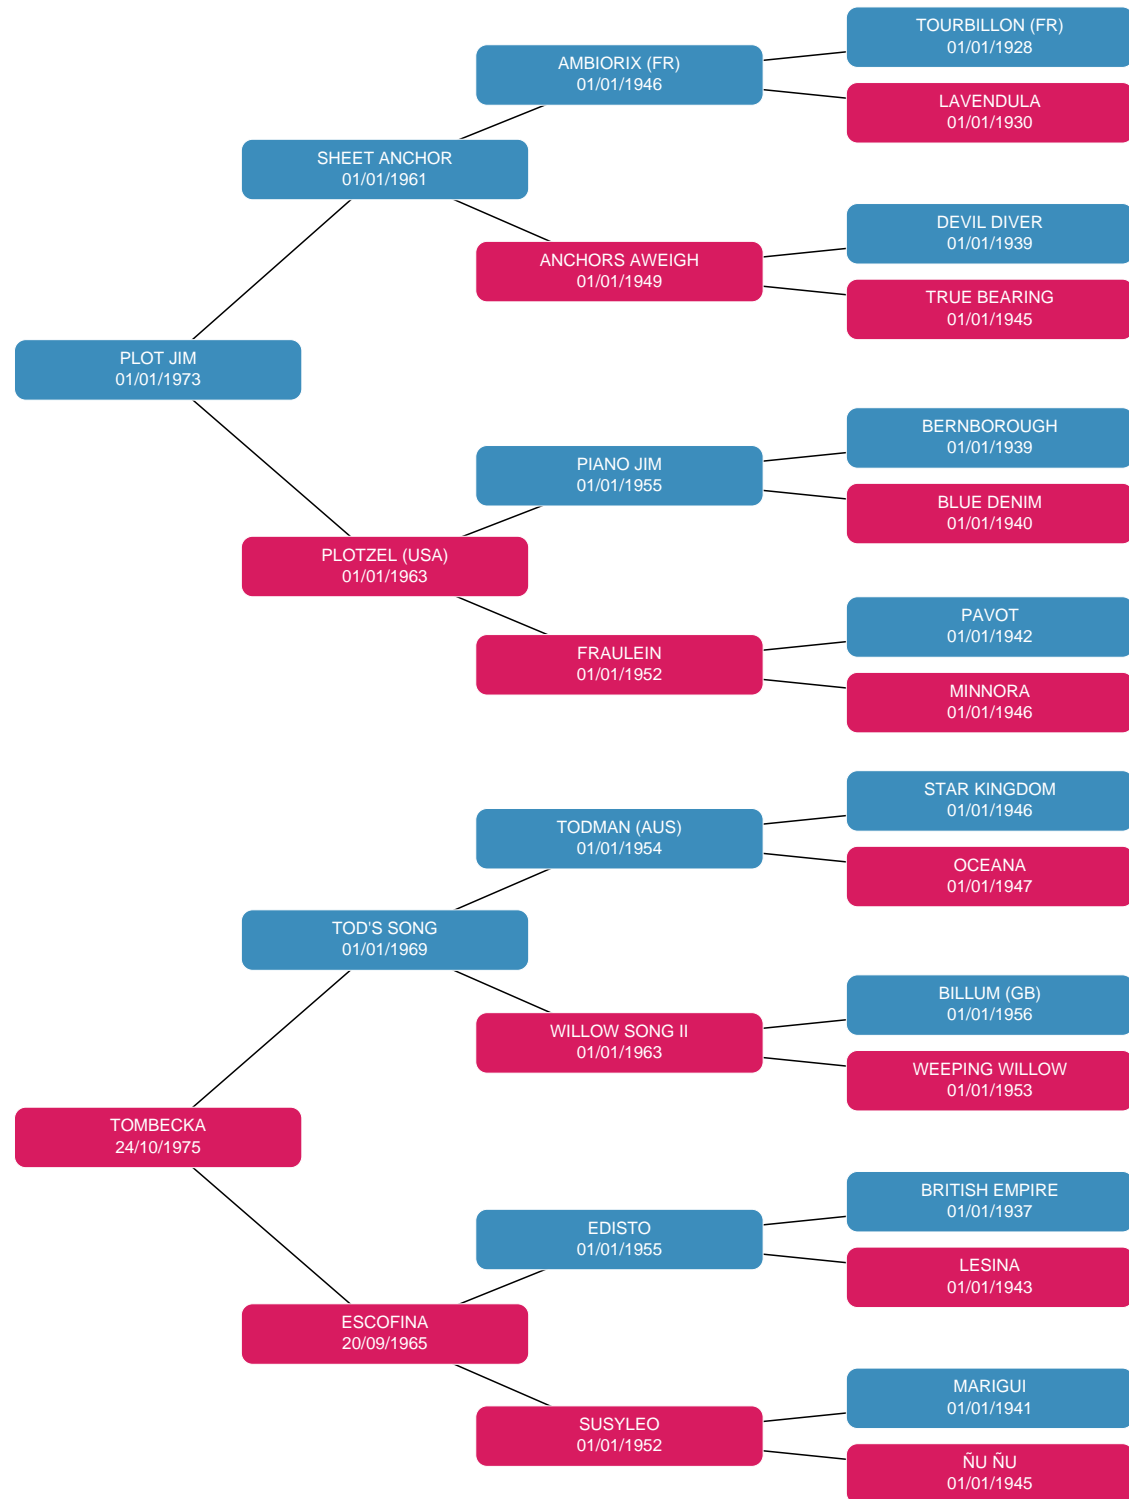 TOURBILLON (FR)
01/01/1928
AMBIORIX (FR)
01/01/1946
LAVENDULA
01/01/1930
SHEET ANCHOR
01/01/1961
DEVIL DIVER
01/01/1939
ANCHORS AWEIGH
01/01/1949
TRUE BEARING
01/01/1945
PLOT JIM
01/01/1973
BERNBOROUGH
01/01/1939
PIANO JIM
01/01/1955
BLUE DENIM
01/01/1940
PLOTZEL (USA)
01/01/1963
PAVOT
01/01/1942
FRAULEIN
01/01/1952
MINNORA
01/01/1946
STAR KINGDOM
01/01/1946
TODMAN (AUS)
01/01/1954
OCEANA
01/01/1947
TOD'S SONG
01/01/1969
BILLUM (GB)
01/01/1956
WILLOW SONG II
01/01/1963
WEEPING WILLOW
01/01/1953
TOMBECKA
24/10/1975
BRITISH EMPIRE
01/01/1937
EDISTO
01/01/1955
LESINA
01/01/1943
ESCOFINA
20/09/1965
MARIGUI
01/01/1941
SUSYLEO
01/01/1952
ÑU ÑU
01/01/1945